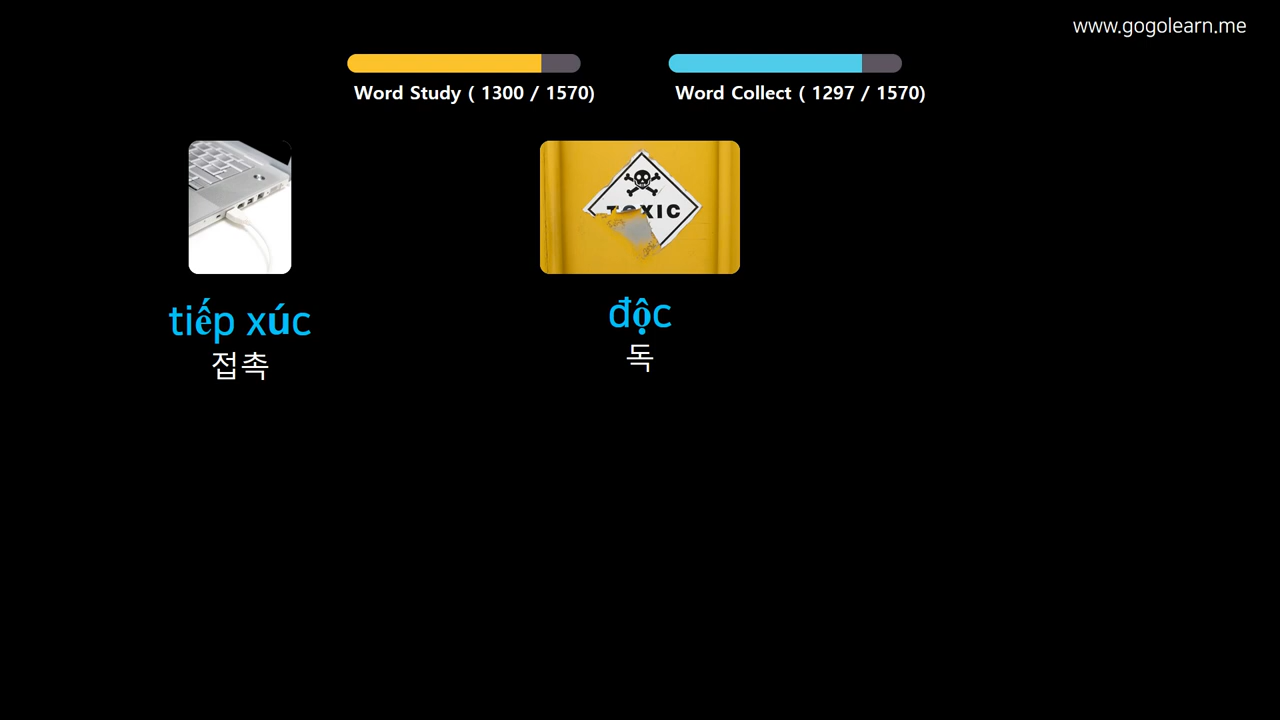 www.gogolearn.me
Word Study ( 1300 / 1570)
Word Collect ( 1297 / 1570)
TOXIC
tiếp xúc
접촉
độc
독